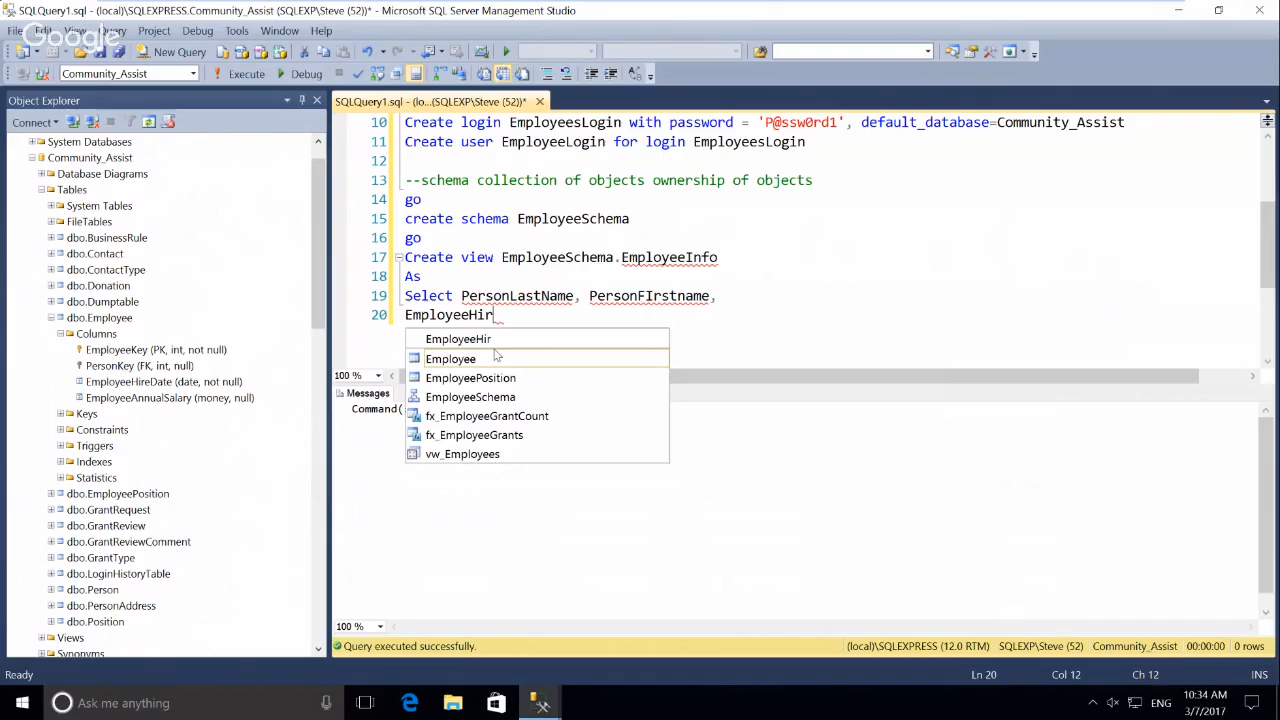 SQLQuery1.sql - (local)\SQLEXPRESS.Community_Assist (SQLEXP\Steve (52))* - Microsoft SQL Server Management Studio
File Edit View Query Project Debug Tools Window Help
Google
New Query
Community_Assist Execute Debug
Object Explorer
Connect
System Databases
Community_Assist
Database Diagrams
Tables
System Tables
FileTables
dbo.BusinessRule
dbo.Contact
dbo.ContactType
dbo.Donation
dbo.Dumptable
dbo.Employee
Columns
EmployeeKey (PK, int, not null)
PersonKey (FK, int, null)
EmployeeHireDate (date, not null)
EmployeeAnnualSalary (money, null)
Keys
Constraints
Triggers
Indexes
Statistics
dbo.EmployeePosition
dbo.GrantRequest
dbo.GrantReview
dbo.GrantReviewComment
dbo.GrantType
dbo.LoginHistoryTable
dbo.Person
dbo.PersonAddress
dbo.Position
Views
Synonyms
SQLQuery1.sql - (lo...(SQLEXP\Steve (52))*
10 Create login EmployeesLogin with password = 'P@ssw0rd1', default_database=Community_Assist
11 Create user EmployeeLogin for login EmployeesLogin
12
13 --schema collection of objects ownership of objects
14 go
15 create schema EmployeeSchema
16 go
17 Create view EmployeeSchema.EmployeeInfo
18 As
19 Select PersonLastName, PersonFIrstname,
20 EmployeeHir
EmployeeHir
Employee
EmployeePosition
EmployeeSchema
fx_EmployeeGrantCount
fx_EmployeeGrants
vw_Employees
100 %
Messages
Command(
100 %
Query executed successfully. (local)\SQLEXPRESS (12.0 RTM) SQLEXP\Steve (52) Community_Assist 00:00:00 0 rows
Ready Ln 20 Col 12 Ch 12 INS
Ask me anything
ENG
10:34 AM
3/7/2017